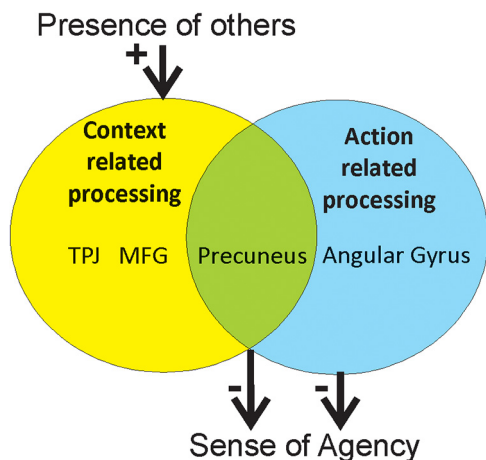 Presence of others
+
Context
related
processing
Action
related
processing
TPJ MFG Precuneus Angular Gyrus
- -
Sense of Agency